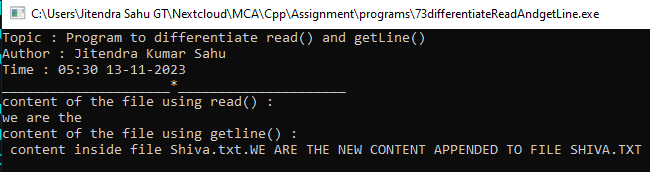 C:\Users\Jitendra Sahu GT\Nextcloud\MCA\Cpp\Assignment\programs\73differentiateReadAndgetLine.exe
Topic : Program to differentiate read() and getLine()
Author : Jitendra Kumar Sahu
Time : 05:30 13-11-2023
_____________________*_____________________
content of the file using read() :
we are the
content of the file using getline() :
 content inside file Shiva.txt.WE ARE THE NEW CONTENT APPENDED TO FILE SHIVA.TXT